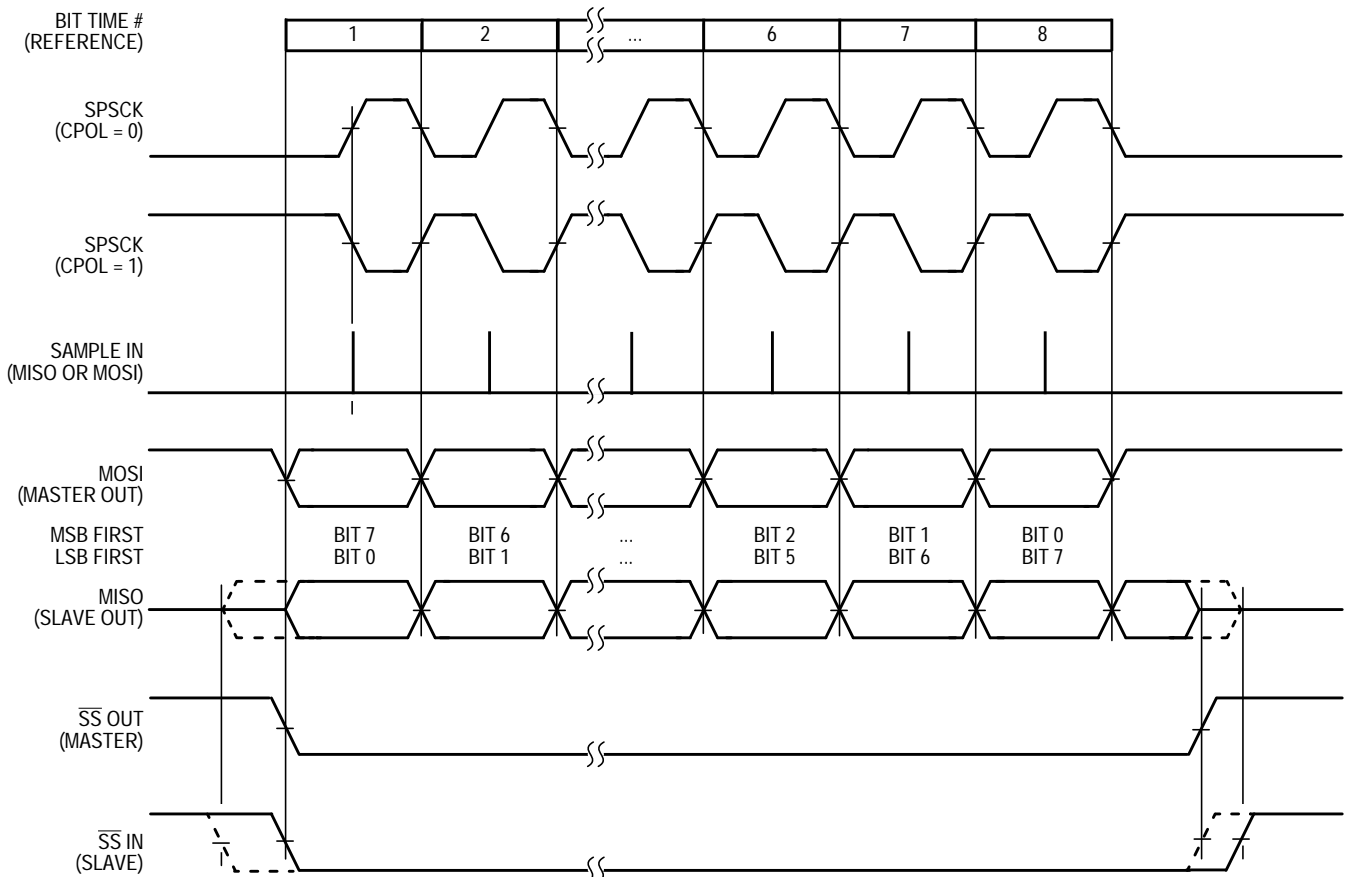 BIT TIME #
(REFERENCE)
1 2 ... 6 7 8
SPSCK
(CPOL = 0)
SPSCK
(CPOL = 1)
SAMPLE IN
(MISO OR MOSI)
MOSI
(MASTER OUT)
MSB FIRST BIT 7 BIT 6 ... BIT 2 BIT 1 BIT 0
LSB FIRST BIT 0 BIT 1 ... BIT 5 BIT 6 BIT 7
MISO
(SLAVE OUT)
S̅S̅ OUT
(MASTER)
S̅S̅ IN
(SLAVE)